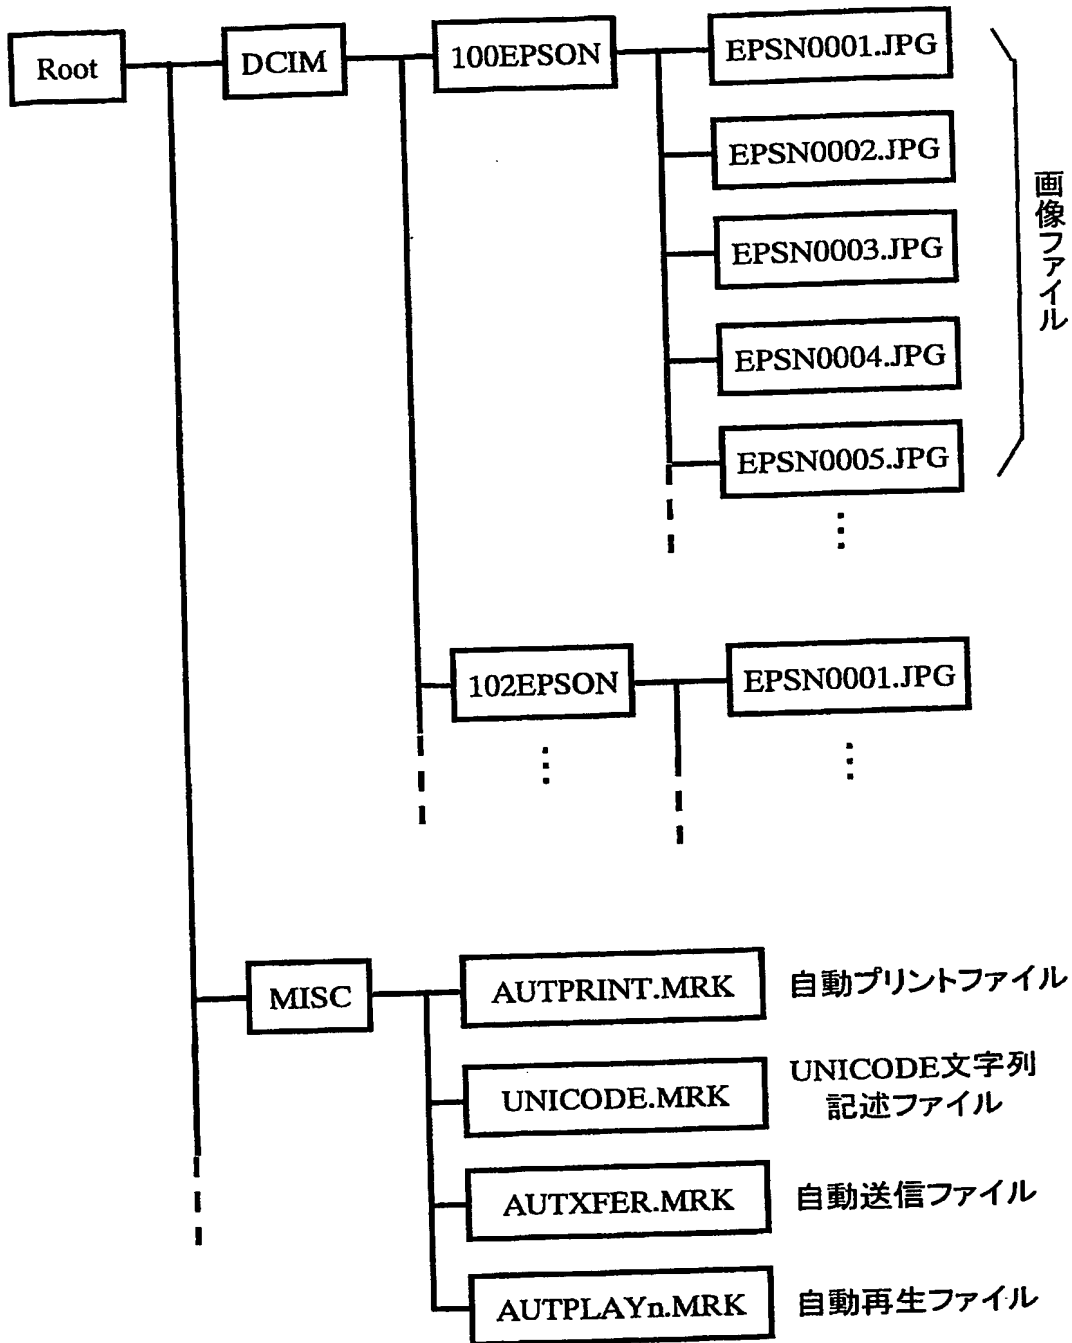 Root
DCIM
100EPSON
EPSN0001.JPG
EPSN0002.JPG
EPSN0003.JPG
EPSN0004.JPG
EPSN0005.JPG
画像ファイル
102EPSON
EPSN0001.JPG
MISC
AUTPRINT.MRK
自動プリントファイル
UNICODE.MRK
UNICODE文字列
記述ファイル
AUTXFER.MRK
自動送信ファイル
AUTPLAYn.MRK
自動再生ファイル